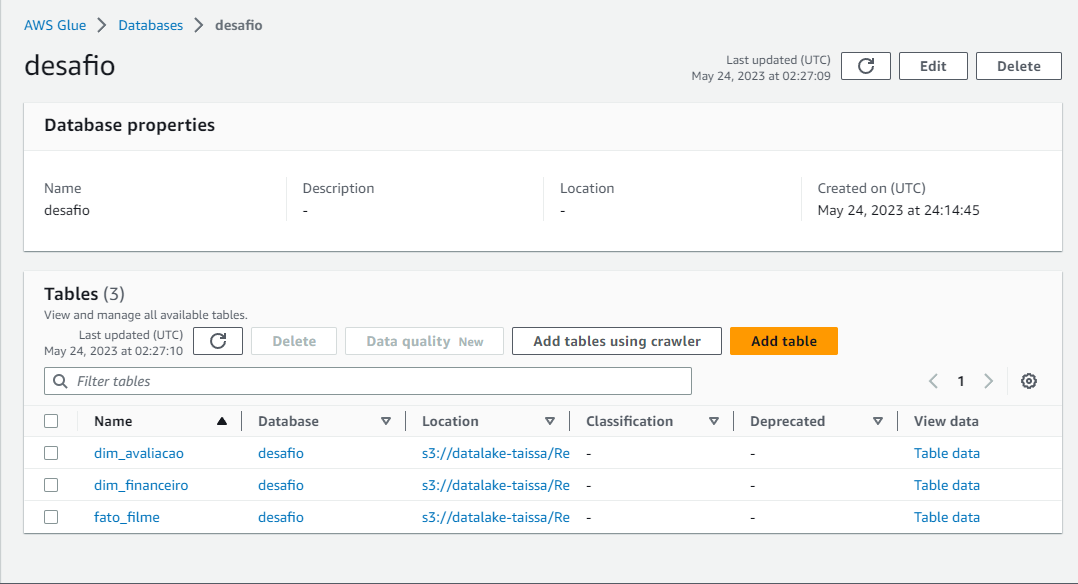 AWS Glue > Databases > desafio
desafio
Last updated (UTC)
May 24, 2023 at 02:27:09
Edit
Delete
Database properties
Name
desafio
Description
-
Location
-
Created on (UTC)
May 24, 2023 at 24:14:45
Tables (3)
View and manage all available tables.
Last updated (UTC)
May 24, 2023 at 02:27:10
Delete
Data quality New
Add tables using crawler
Add table
Filter tables
1
Name Database Location Classification Deprecated View data
dim_avaliacao desafio s3://datalake-taissa/Re - - Table data
dim_financeiro desafio s3://datalake-taissa/Re - - Table data
fato_filme desafio s3://datalake-taissa/Re - - Table data